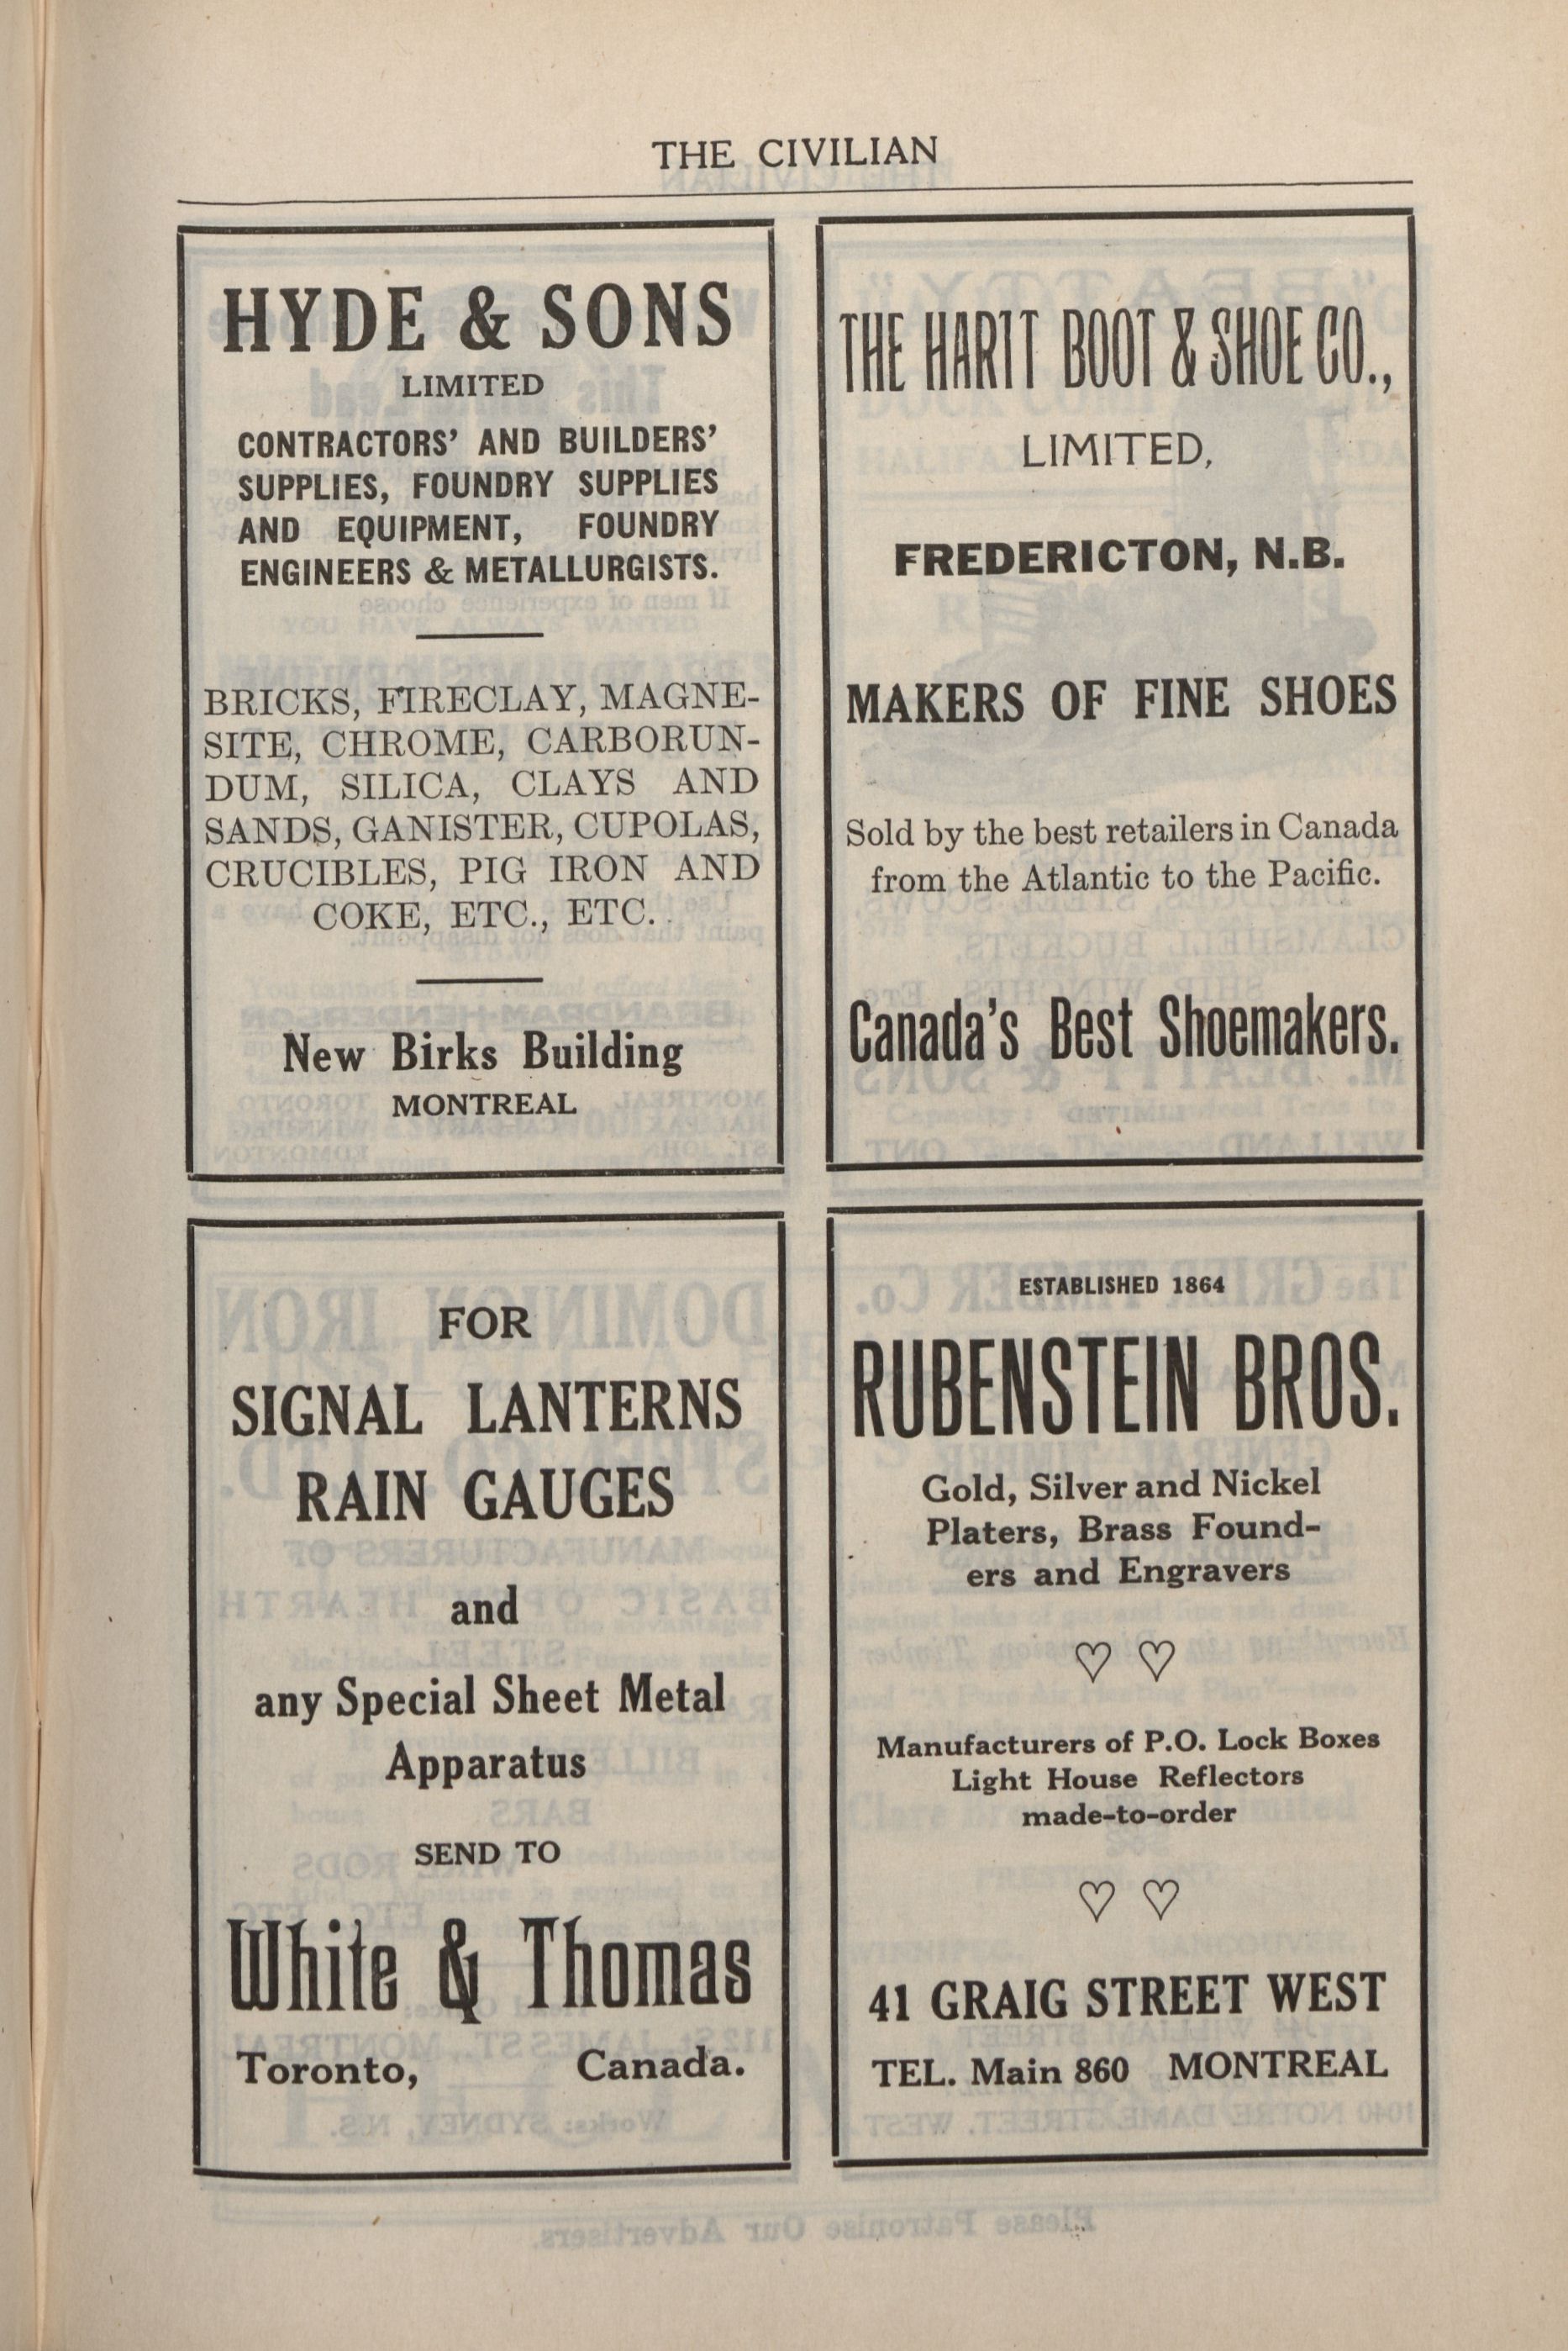 THE CIVILIAN
HYDE & SONS
LIMITED
CONTRACTORS' AND BUILDERS'
SUPPLIES, FOUNDRY SUPPLIES
AND EQUIPMENT, FOUNDRY
ENGINEERS & METALLURGISTS.
BRICKS, FIRECLAY, MAGNE-
SITE, CHROME, CARBORUN-
DUM, SILICA, CLAYS AND
SANDS, GANISTER, CUPOLAS,
CRUCIBLES, PIG IRON AND
COKE, ETC., ETC.
New Birks Building
MONTREAL
THE HARTT BOOT & SHOE CO.,
LIMITED,
FREDERICTON, N.B.
MAKERS OF FINE SHOES
Sold by the best retailers in Canada
from the Atlantic to the Pacific.
Canada's Best Shoemakers.
FOR
SIGNAL LANTERNS
RAIN GAUGES
and
any Special Sheet Metal
Apparatus
SEND TO
White & Thomas
Toronto, Canada.
ESTABLISHED 1864
RUBENSTEIN BROS.
Gold, Silver and Nickel
Platers, Brass Found-
ers and Engravers
♡ ♡
Manufacturers of P.O. Lock Boxes
Light House Reflectors
made-to-order
♡ ♡
41 GRAIG STREET WEST
TEL. Main 860 MONTREAL